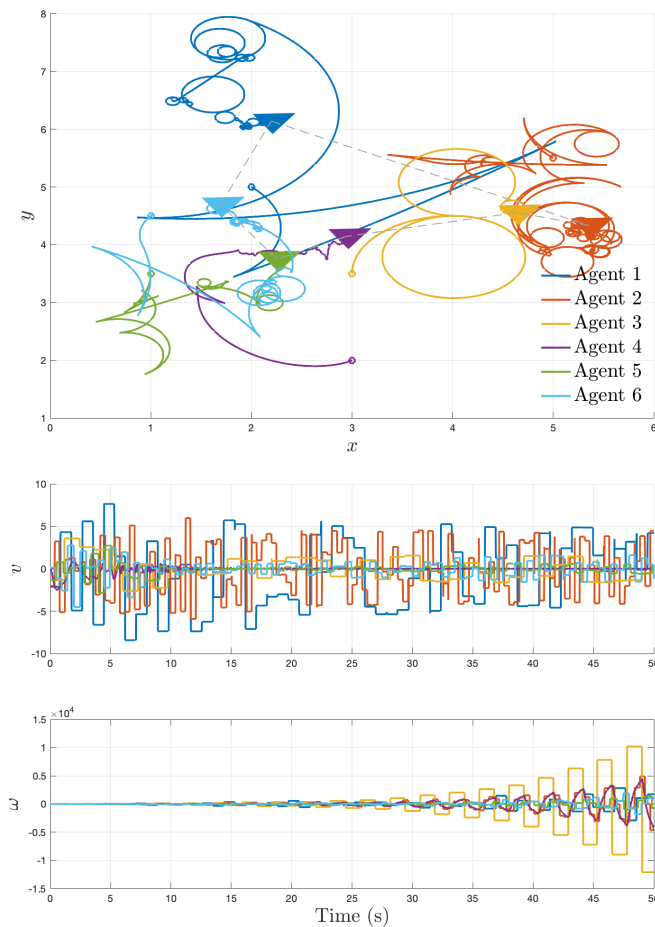 8
7
6
5
4
3
2
1
y
0 1 2 3 4 5 6
x
Agent 1
Agent 2
Agent 3
Agent 4
Agent 5
Agent 6
10
5
0
-5
-10
v
0 5 10 15 20 25 30 35 40 45 50
×10⁴
1.5
1
0.5
0
-0.5
-1
-1.5
ω
0 5 10 15 20 25 30 35 40 45 50
Time (s)